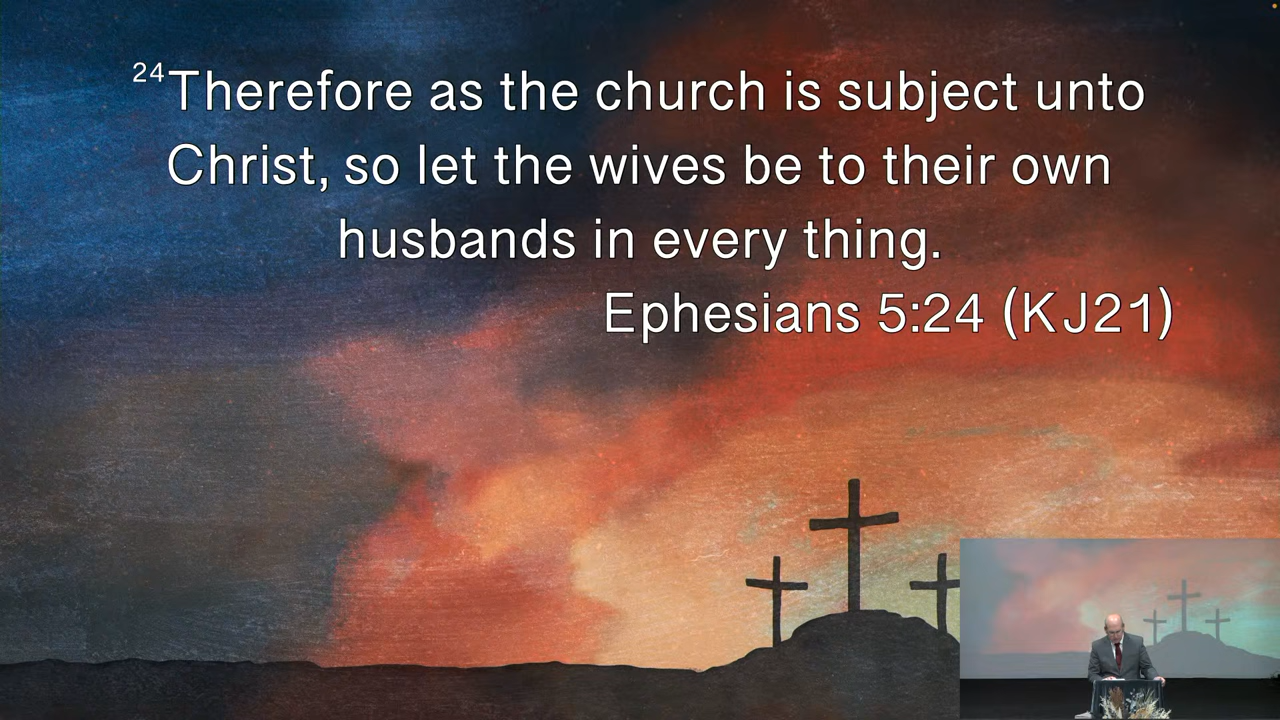 24Therefore as the church is subject unto
Christ, so let the wives be to their own
husbands in every thing.
Ephesians 5:24 (KJ21)